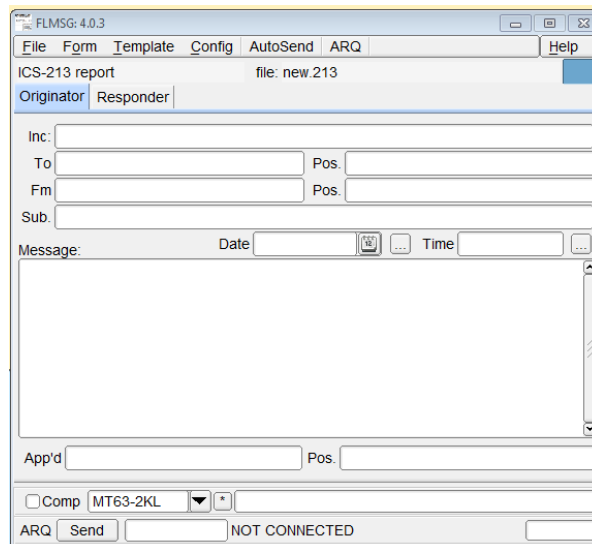 FLMSG: 4.0.3
File Form Template Config AutoSend ARQ Help
ICS-213 report file: new.213
Originator Responder
Inc:
To Pos.
Fm Pos.
Sub.
Message: Date 12 ... Time ...
App'd Pos.
Comp MT63-2KL *
ARQ Send NOT CONNECTED